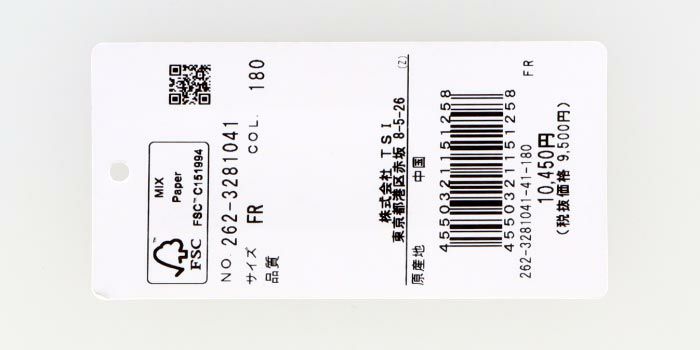 MIX
Paper
FSC™ C151994
FSC
NO. 262-3281041
サイズ COL.
FR 180
品質
株式会社 TSI
東京都港区赤坂 8-5-26
(Z)
原産地 中国
4550321151258
4550321151258
262-3281041-41-180
FR
10,450円
(税抜価格 9,500円)